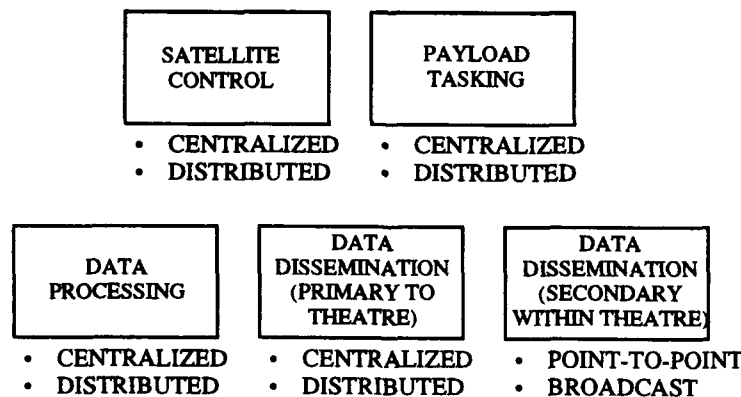 SATELLITE
CONTROL
• CENTRALIZED
• DISTRIBUTED
PAYLOAD
TASKING
• CENTRALIZED
• DISTRIBUTED
DATA
PROCESSING
• CENTRALIZED
• DISTRIBUTED
DATA
DISSEMINATION
(PRIMARY TO
THEATRE)
• CENTRALIZED
• DISTRIBUTED
DATA
DISSEMINATION
(SECONDARY
WITHIN THEATRE)
• POINT-TO-POINT
• BROADCAST